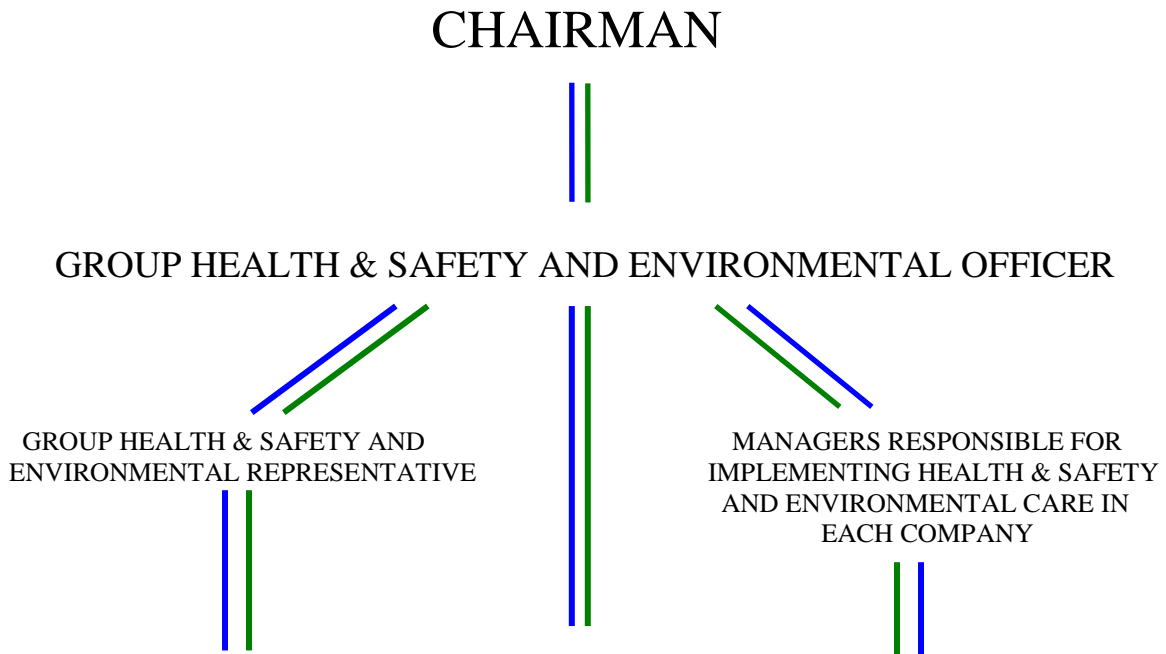 CHAIRMAN
GROUP HEALTH & SAFETY AND ENVIRONMENTAL OFFICER
GROUP HEALTH & SAFETY AND
ENVIRONMENTAL REPRESENTATIVE
MANAGERS RESPONSIBLE FOR
IMPLEMENTING HEALTH & SAFETY
AND ENVIRONMENTAL CARE IN
EACH COMPANY